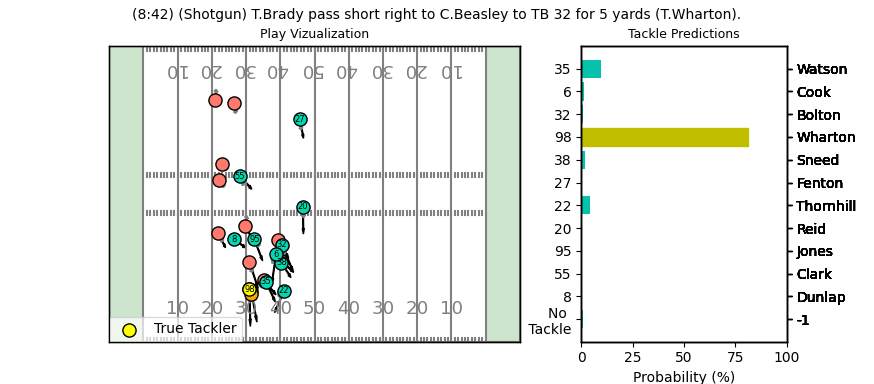 (8:42) (Shotgun) T.Brady pass short right to C.Beasley to TB 32 for 5 yards (T.Wharton).
Play Vizualization
Tackle Predictions
10 20 30 40 50 40 30 20 10
10 20 30 40 50 40 30 20 10
27
55
20
8 95 32
6
38
35
98 22
True Tackler
35 Watson
6 Cook
32 Bolton
98 Wharton
38 Sneed
27 Fenton
22 Thornhill
20 Reid
95 Jones
55 Clark
8 Dunlap
No Tackle -1
0 25 50 75 100
Probability (%)